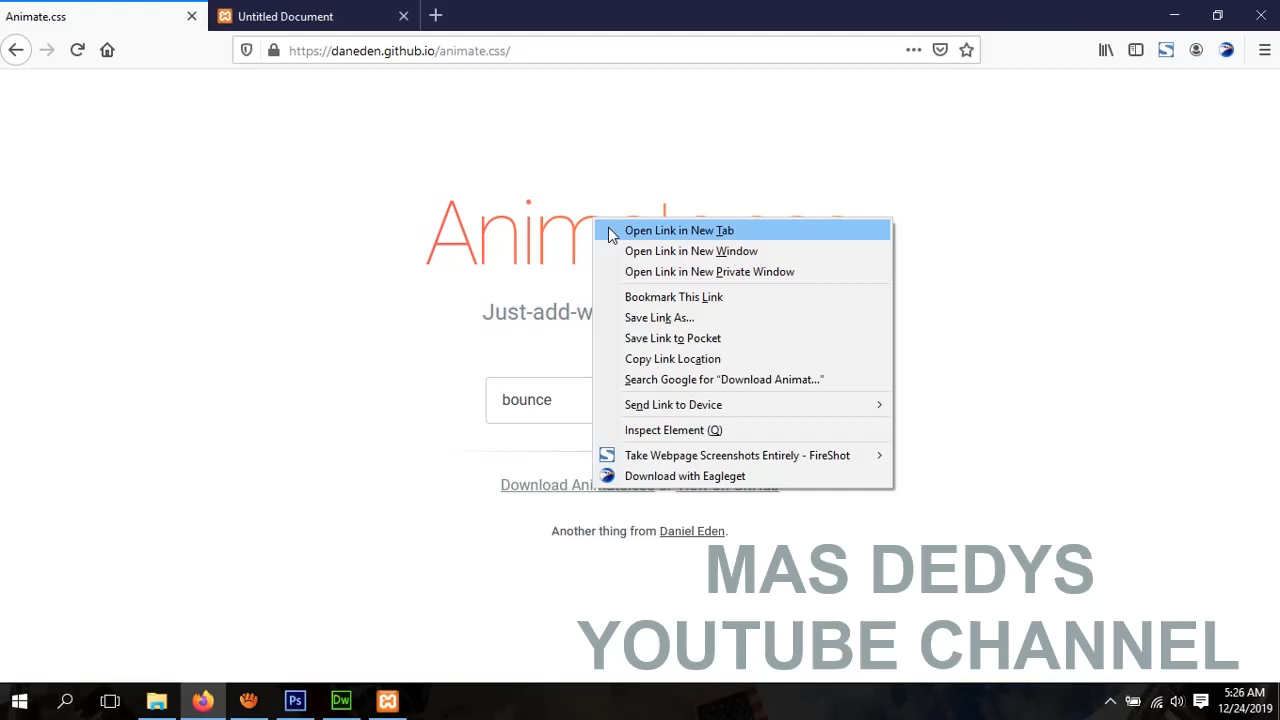 Animate.css
Untitled Document
https://daneden.github.io/animate.css/
Open Link in New Tab
Open Link in New Window
Open Link in New Private Window
Bookmark This Link
Save Link As...
Just-add-w
Save Link to Pocket
Copy Link Location
Search Google for “Download Animat...”
bounce
Send Link to Device
Inspect Element (Q)
Take Webpage Screenshots Entirely - FireShot
Download with Eagleget
Another thing from Daniel Eden.
MAS DEDYS
YOUTUBE CHANNEL
Ps
Dw
5:26 AM
12/24/2019